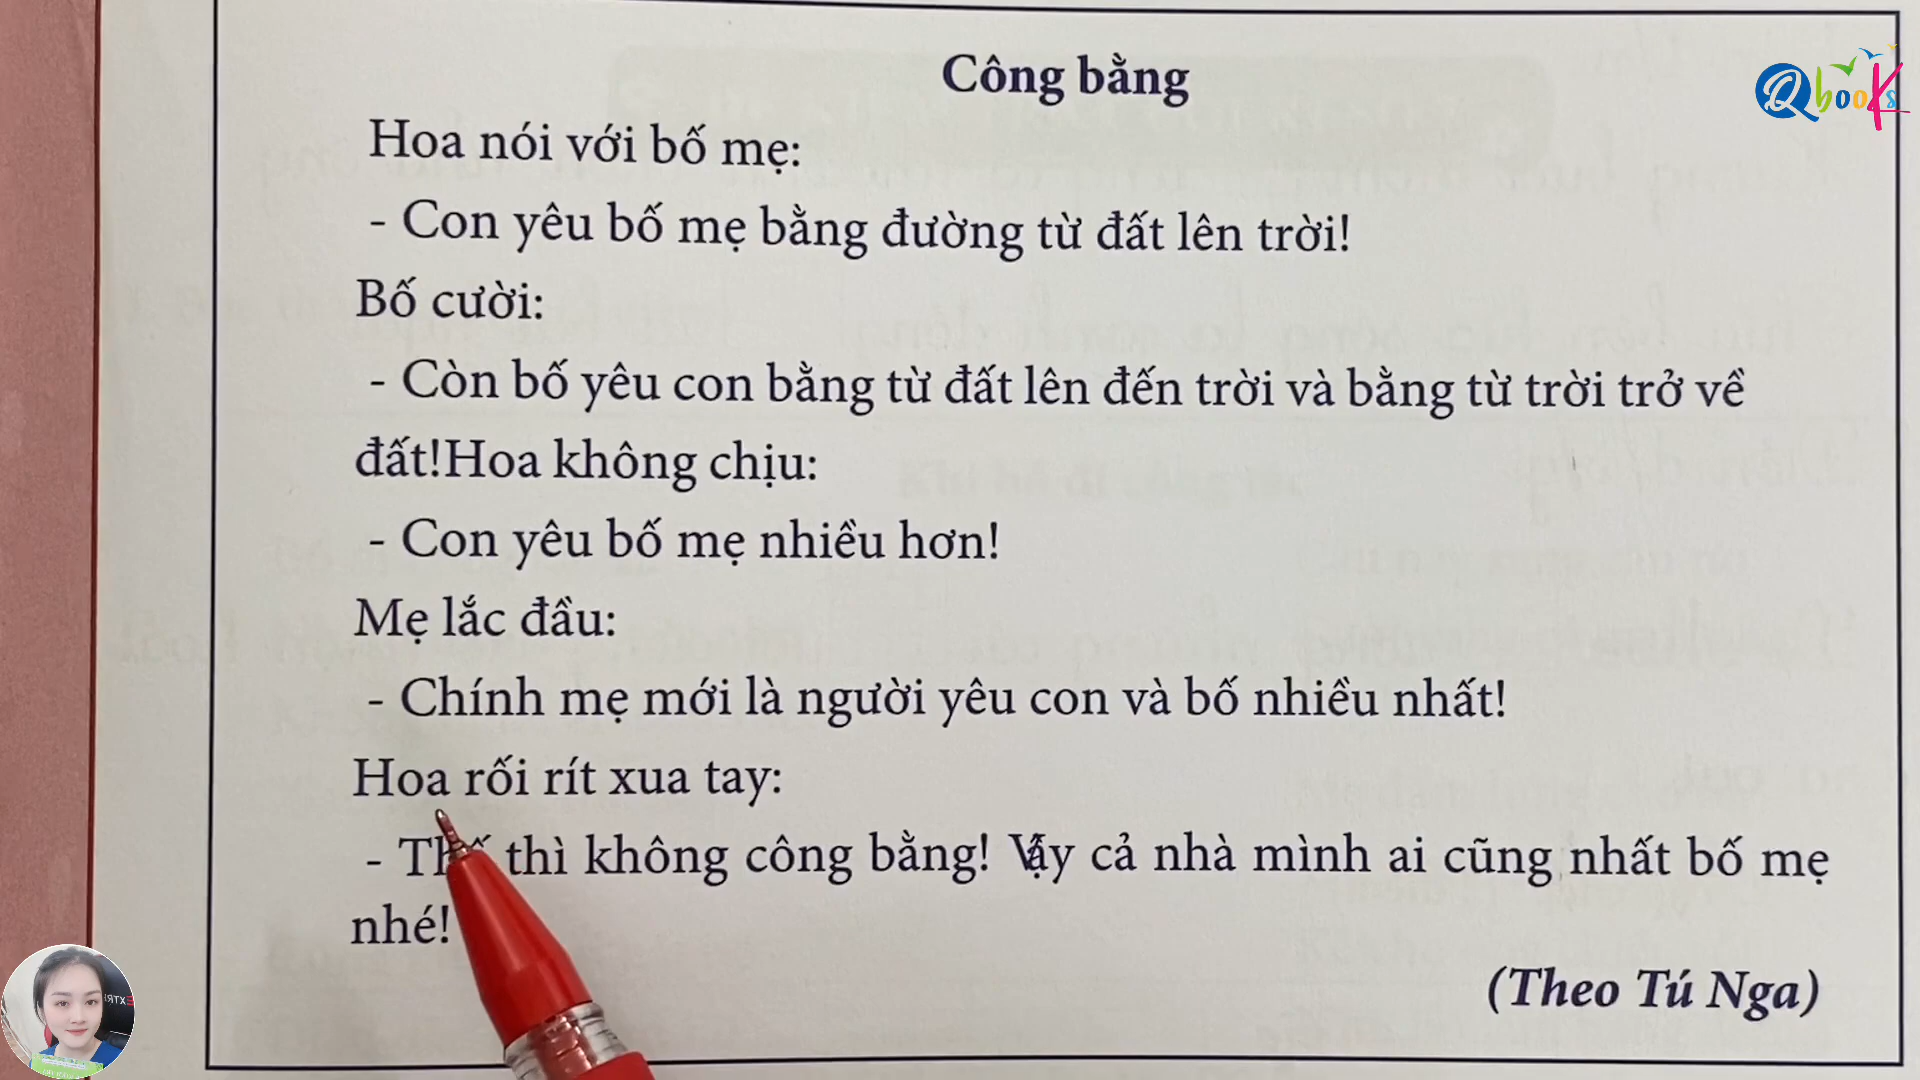 Công bằng
Qbooks
Hoa nói với bố mẹ:
- Con yêu bố mẹ bằng đường từ đất lên trời!
Bố cười:
- Còn bố yêu con bằng từ đất lên đến trời và bằng từ trời trở về
đất!Hoa không chịu:
- Con yêu bố mẹ nhiều hơn!
Mẹ lắc đầu:
- Chính mẹ mới là người yêu con và bố nhiều nhất!
Hoa rối rít xua tay:
- Thế thì không công bằng! Vậy cả nhà mình ai cũng nhất bố mẹ
nhé!
(Theo Tú Nga)